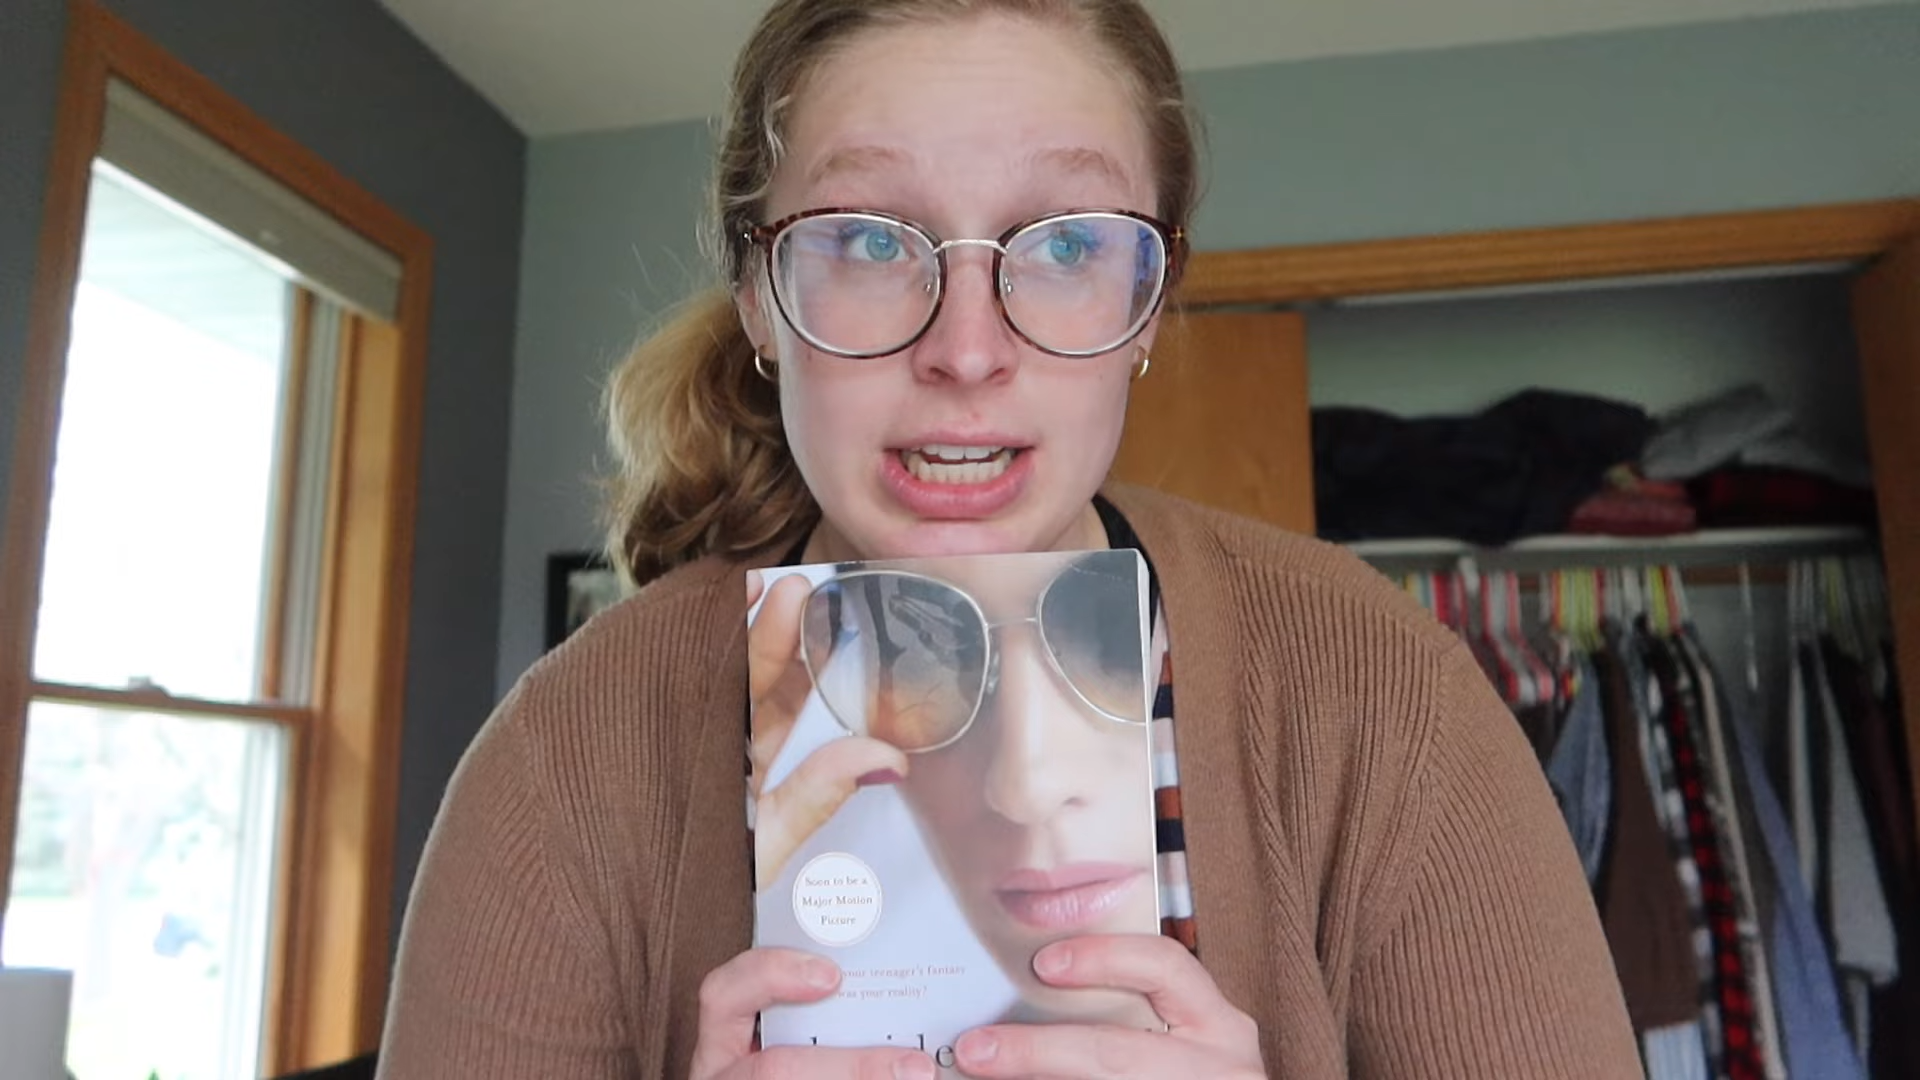 Soon to be a
Major Motion
Picture
your teenager's fantasy
was your reality?